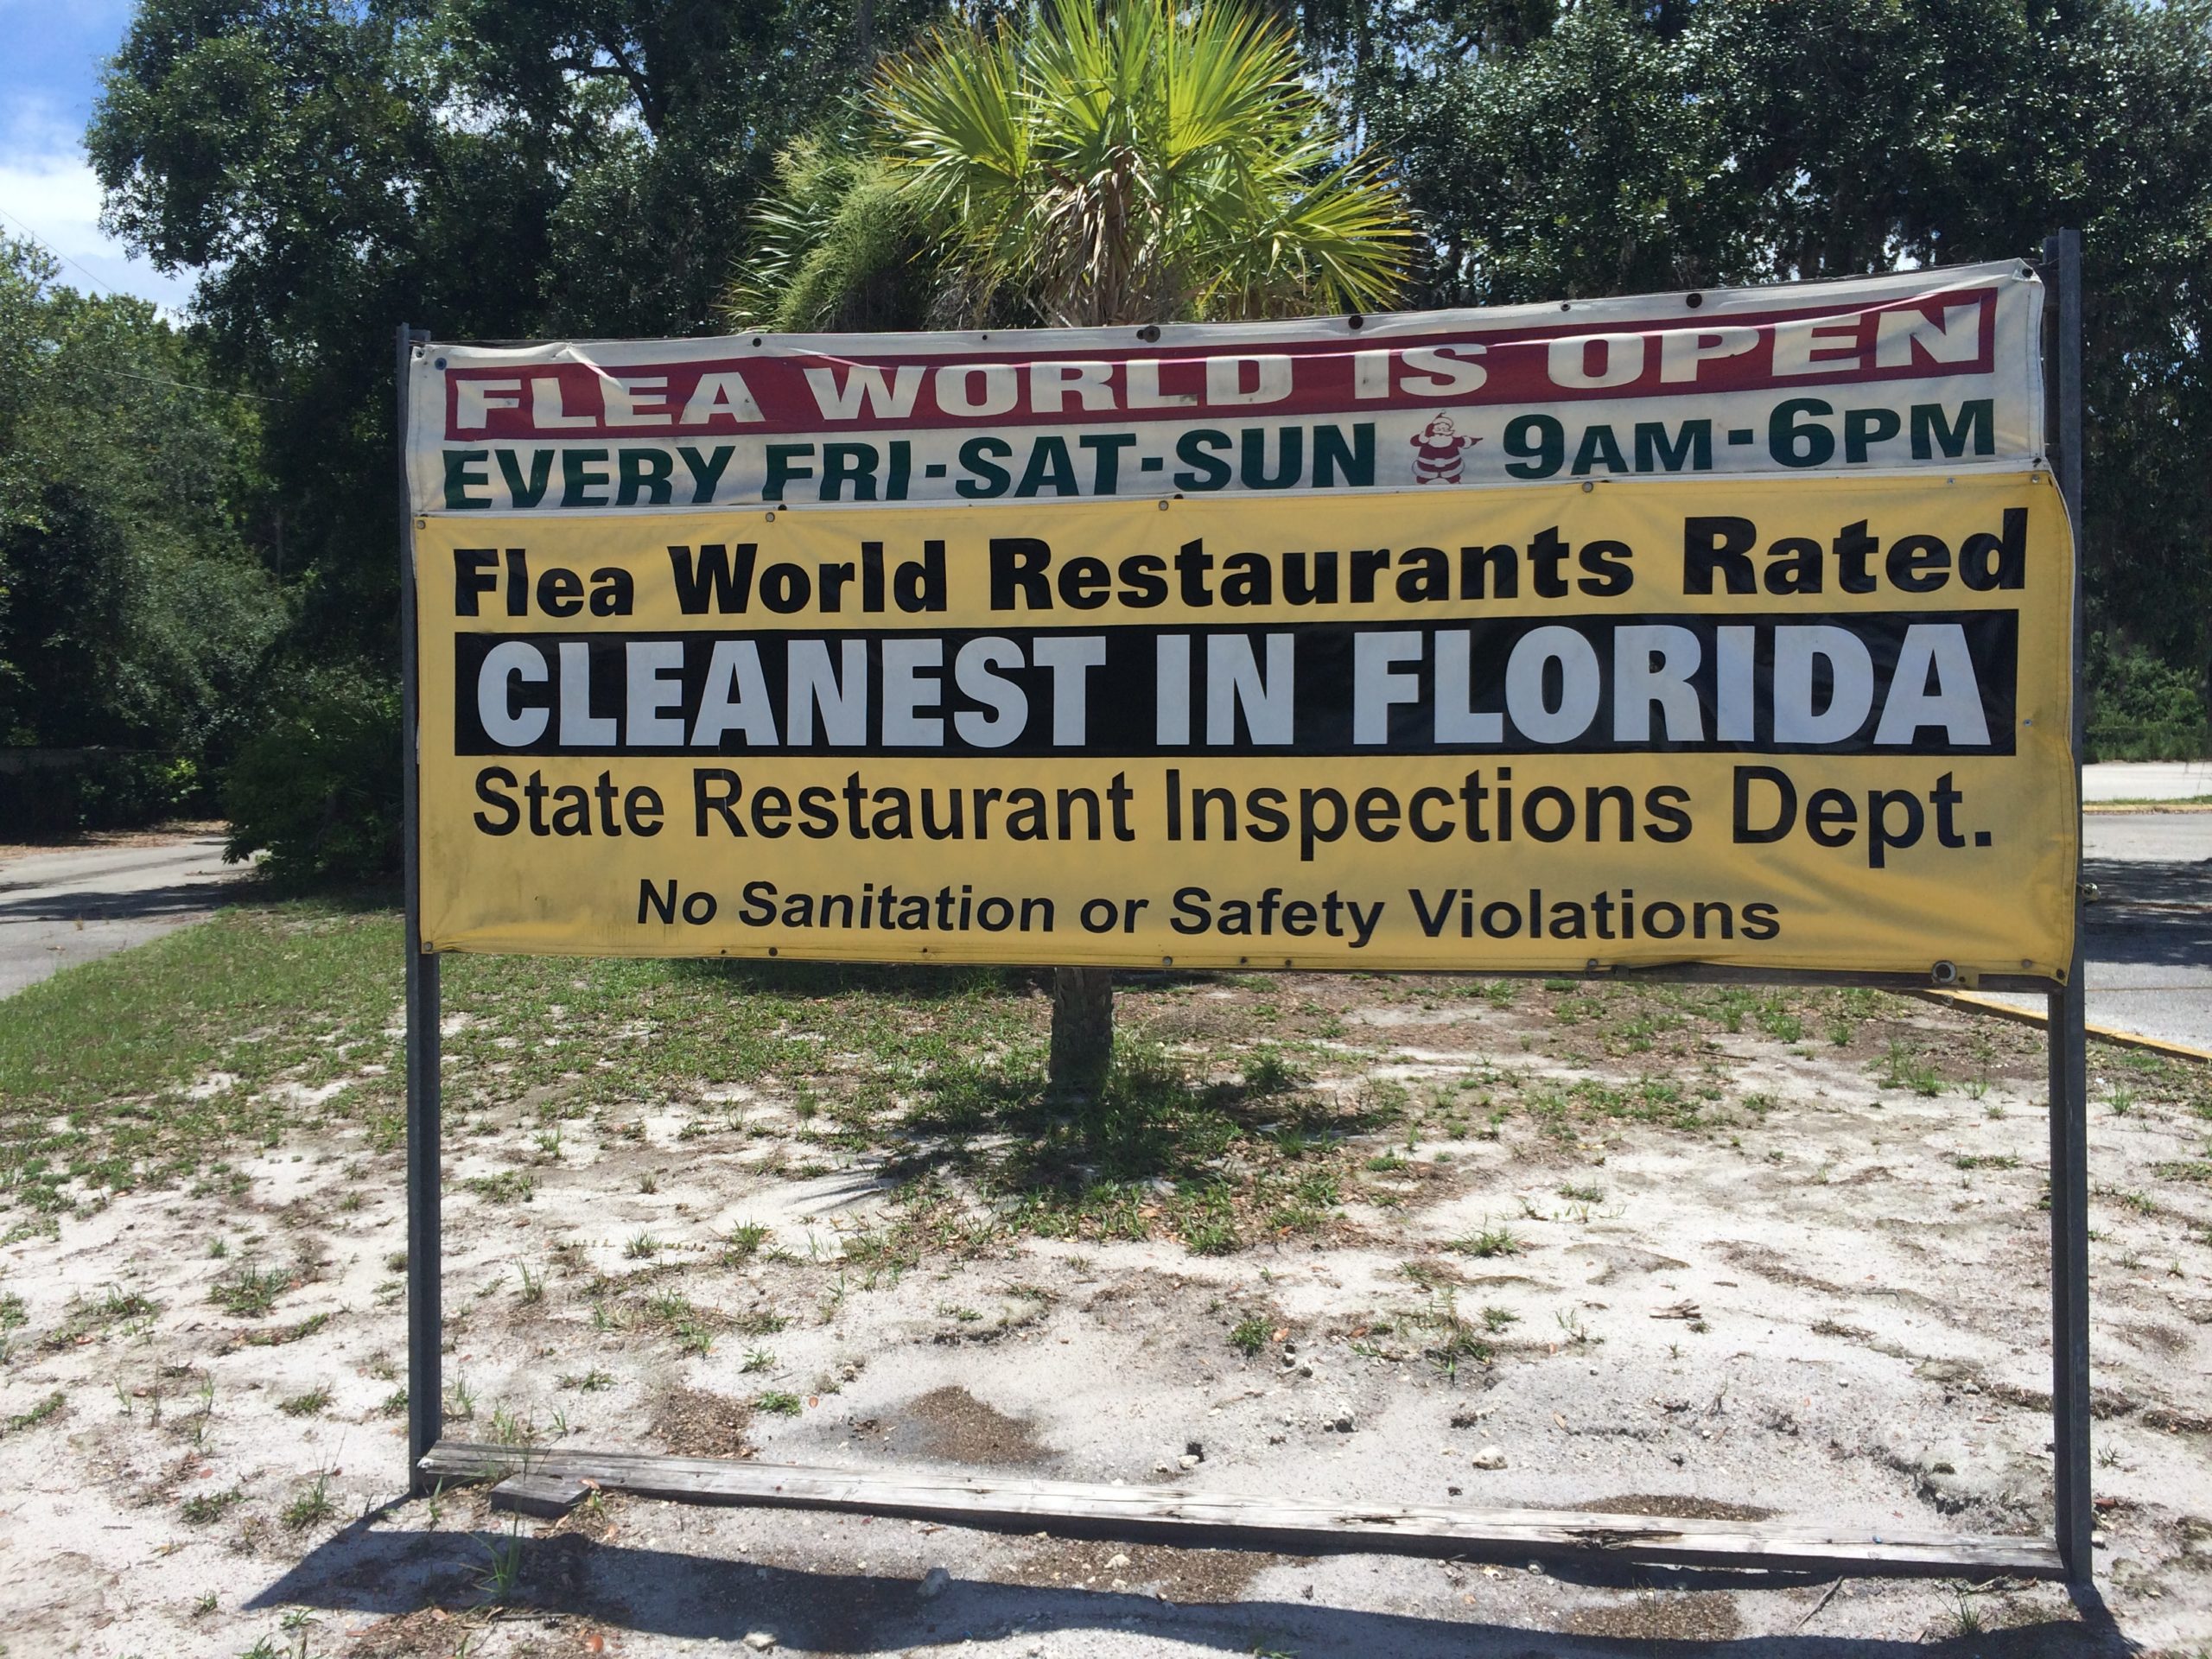 FLEA WORLD IS OPEN
EVERY FRI-SAT-SUN 9AM-6PM
Flea World Restaurants Rated
CLEANEST IN FLORIDA
State Restaurant Inspections Dept.
No Sanitation or Safety Violations